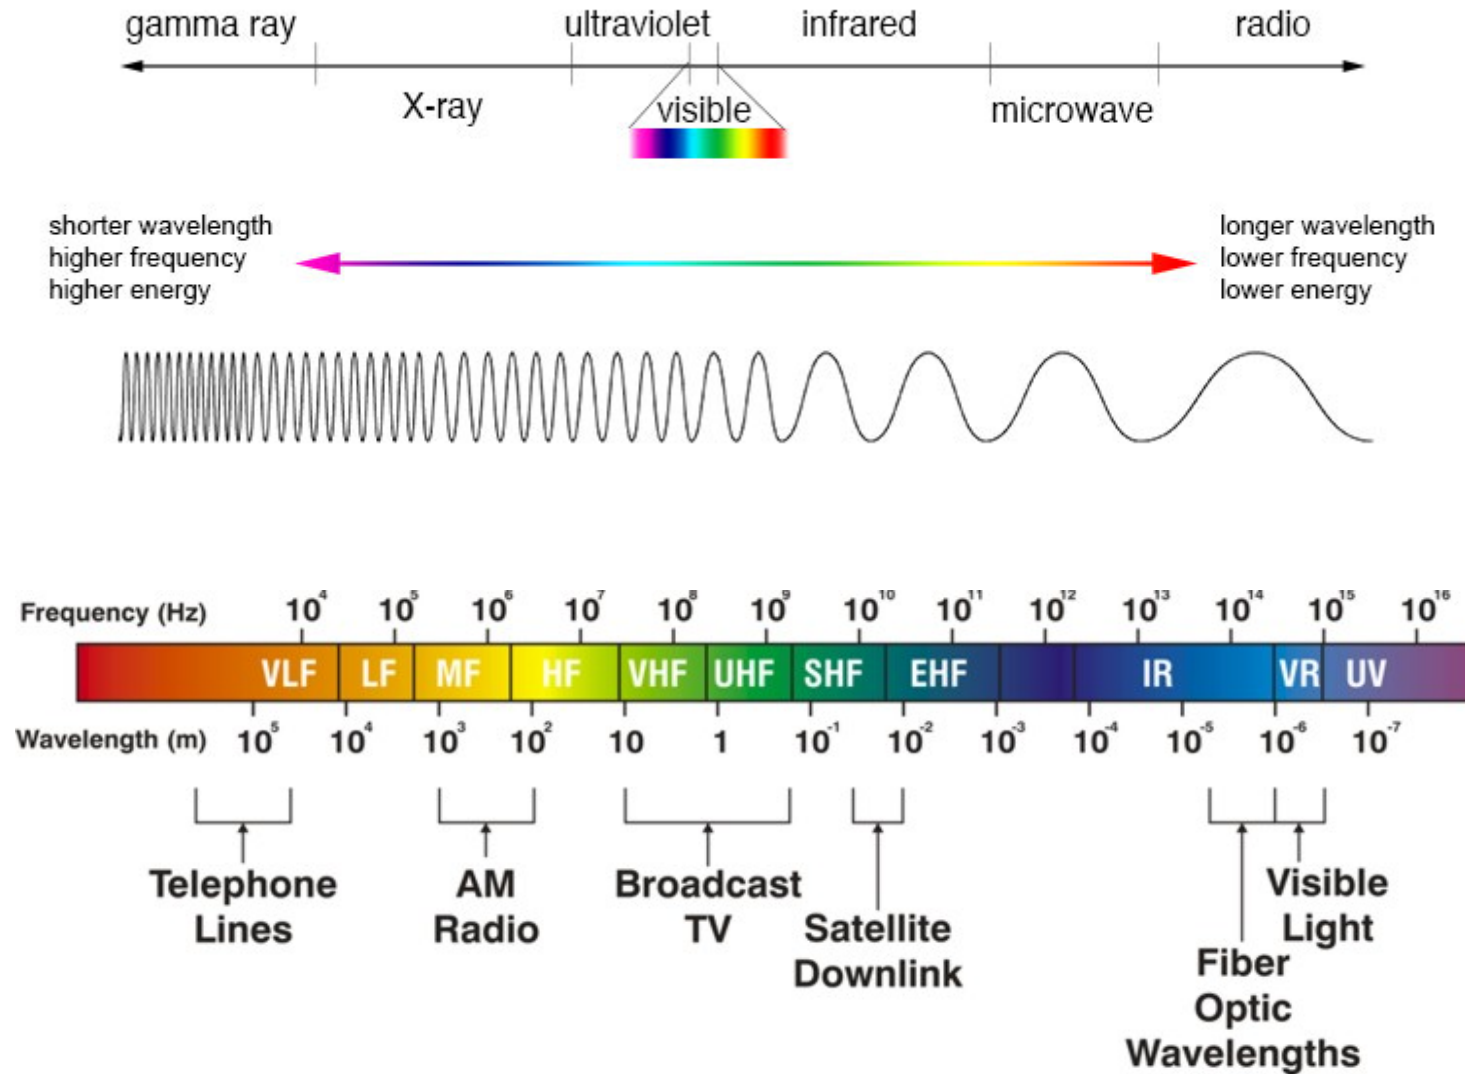 gamma ray ultraviolet infrared radio
X-ray visible microwave
shorter wavelength
higher frequency
higher energy
longer wavelength
lower frequency
lower energy
Frequency (Hz) 10⁴ 10⁵ 10⁶ 10⁷ 10⁸ 10⁹ 10¹⁰ 10¹¹ 10¹² 10¹³ 10¹⁴ 10¹⁵ 10¹⁶
VLF LF MF HF VHF UHF SHF EHF IR VR UV
Wavelength (m) 10⁵ 10⁴ 10³ 10² 10 1 10⁻¹ 10⁻² 10⁻³ 10⁻⁴ 10⁻⁵ 10⁻⁶ 10⁻⁷
Telephone
Lines
AM
Radio
Broadcast
TV
Satellite
Downlink
Fiber
Optic
Wavelengths
Visible
Light